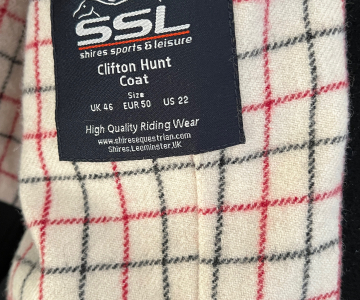 SSL
shires sports & leisure
Clifton Hunt
Coat
Size
UK 46 EUR 50 US 22
High Quality Riding Wear
www.shiresequestrian.com
Shires, Leominster, UK